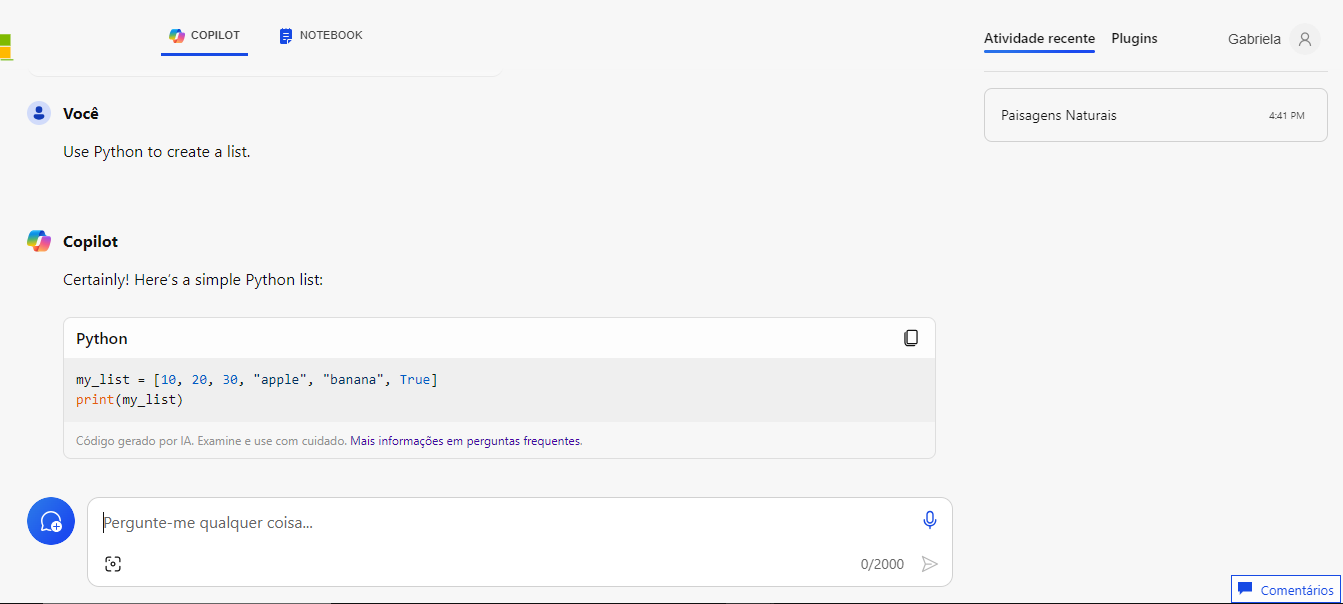 COPILOT
NOTEBOOK
Atividade recente
Plugins
Gabriela
Paisagens Naturais
4:41 PM
Você
Use Python to create a list.
Copilot
Certainly! Here’s a simple Python list:
Python
my_list = [10, 20, 30, "apple", "banana", True]
print(my_list)
Código gerado por IA. Examine e use com cuidado. Mais informações em perguntas frequentes.
Pergunte-me qualquer coisa...
0/2000
Comentários